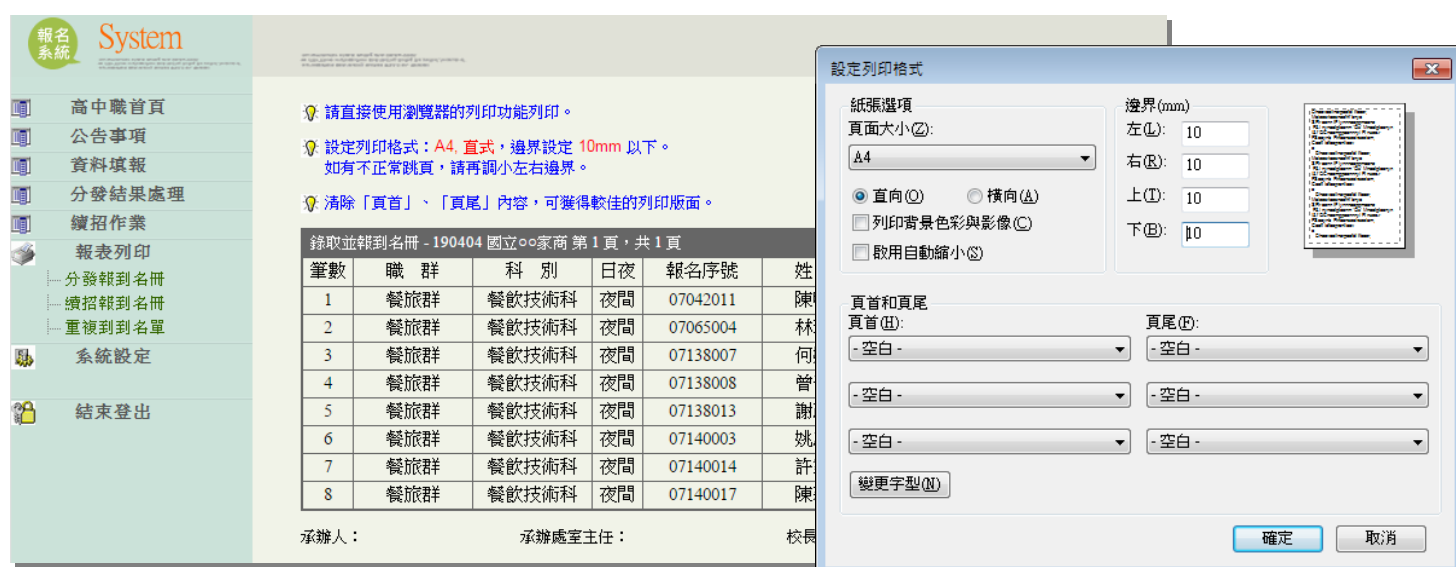 報名
系統
System
高中職首頁
公告事項
資料填報
分發結果處理
續招作業
報表列印
分發報到名冊
續招報到名冊
重複到到名單
系統設定
結束登出
請直接使用瀏覽器的列印功能列印。
設定列印格式：A4, 直式，邊界設定 10mm 以下。
如有不正常跳頁，請再調小左右邊界。
清除「頁首」、「頁尾」內容，可獲得較佳的列印版面。
錄取並報到名冊 - 190404 國立○○家商 第 1 頁，共 1 頁
筆數 職 群 科 別 日夜 報名序號 姓
1 餐旅群 餐飲技術科 夜間 07042011 陳
2 餐旅群 餐飲技術科 夜間 07065004 林
3 餐旅群 餐飲技術科 夜間 07138007 何
4 餐旅群 餐飲技術科 夜間 07138008 曾
5 餐旅群 餐飲技術科 夜間 07138013 謝
6 餐旅群 餐飲技術科 夜間 07140003 姚
7 餐旅群 餐飲技術科 夜間 07140014 許
8 餐旅群 餐飲技術科 夜間 07140017 陳
承辦人： 承辦處室主任： 校長
設定列印格式
紙張選項
頁面大小(Z):
A4
直向(O) 橫向(A)
列印背景色彩與影像(C)
啟用自動縮小(S)
邊界(mm)
左(L): 10
右(R): 10
上(T): 10
下(B): 10
頁首和頁尾
頁首(H): 頁尾(F):
- 空白 - - 空白 -
- 空白 - - 空白 -
- 空白 - - 空白 -
變更字型(N)
確定 取消